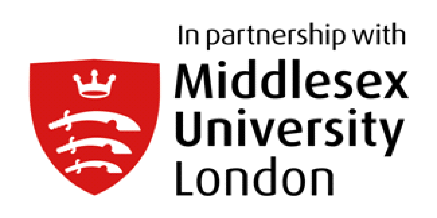 In partnership with
Middlesex
University
London